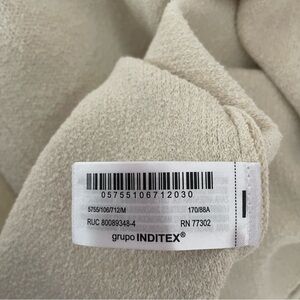 05755106712030
5755/106/712/M 170/88A
RUC 80089348-4 RN 77302
grupo INDITEX®